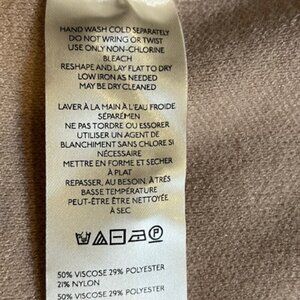 HAND WASH COLD SEPARATELY
DO NOT WRING OR TWIST
USE ONLY NON-CHLORINE
BLEACH
RESHAPE AND LAY FLAT TO DRY
LOW IRON AS NEEDED
MAY BE DRY CLEANED
LAVER À LA MAIN À L'EAU FROIDE
SÉPARÉMEN
NE PAS TORDRE OU ESSORER
UTILISER UN AGENT DE
BLANCHIMENT SANS CHLORE SI
NÉCESSAIRE
METTRE EN FORME ET SÉCHER
À PLAT
REPASSER, AU BESOIN, À TRÈS
BASSE TEMPÉRATURE
PEUT-ÊTRE ÊTRE NETTOYÉ
À SEC
P
50% VISCOSE 29% POLYESTER
21% NYLON
50% VISCOSE 29% POLYESTER